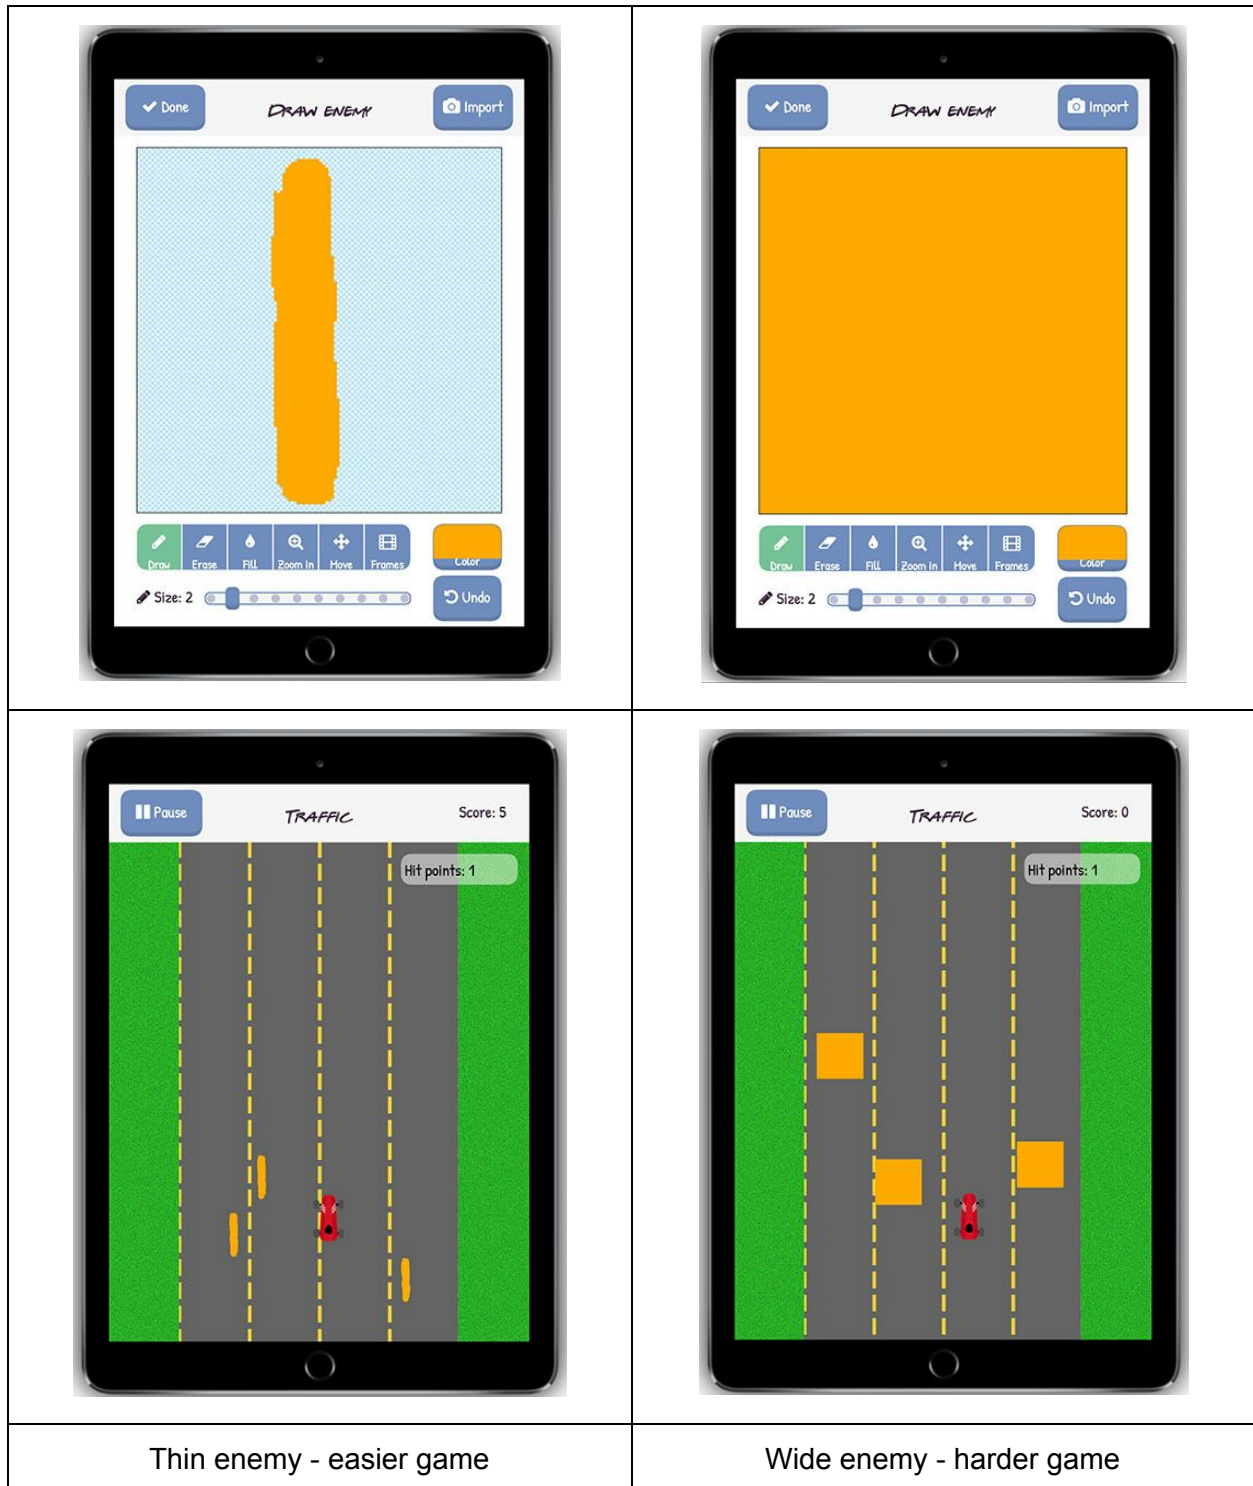 Done
DRAW ENEMY
Import
Draw
Erase
Fill
Zoom in
Move
Frames
Color
Size: 2
Undo
Done
DRAW ENEMY
Import
Draw
Erase
Fill
Zoom in
Move
Frames
Color
Size: 2
Undo
Pause
TRAFFIC
Score: 5
Hit points: 1
Pause
TRAFFIC
Score: 0
Hit points: 1
Thin enemy - easier game
Wide enemy - harder game